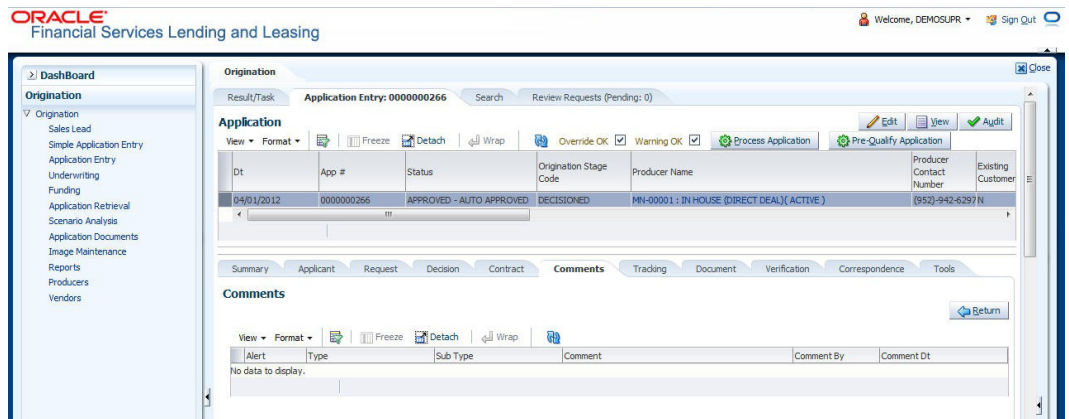 ORACLE
Financial Services Lending and Leasing
Welcome, DEMOSUPR
Sign Out
Close
DashBoard
Origination
Origination
Sales Lead
Simple Application Entry
Application Entry
Underwriting
Funding
Application Retrieval
Scenario Analysis
Application Documents
Image Maintenance
Reports
Producers
Vendors
Origination
Result/Task Application Entry: 0000000266 Search Review Requests (Pending: 0)
Application
Edit View Audit
View Format Freeze Detach Wrap Override OK Warning OK Process Application Pre-Qualify Application
Dt App # Status Origination Stage Code Producer Name Producer Contact Number Existing Customer
04/01/2012 0000000266 APPROVED - AUTO APPROVED DECISIONED MN-00001 : IN HOUSE (DIRECT DEAL)( ACTIVE ) (952)-942-6297 N
Summary Applicant Request Decision Contract Comments Tracking Document Verification Correspondence Tools
Comments
Return
View Format Freeze Detach Wrap
Alert Type Sub Type Comment Comment By Comment Dt
No data to display.